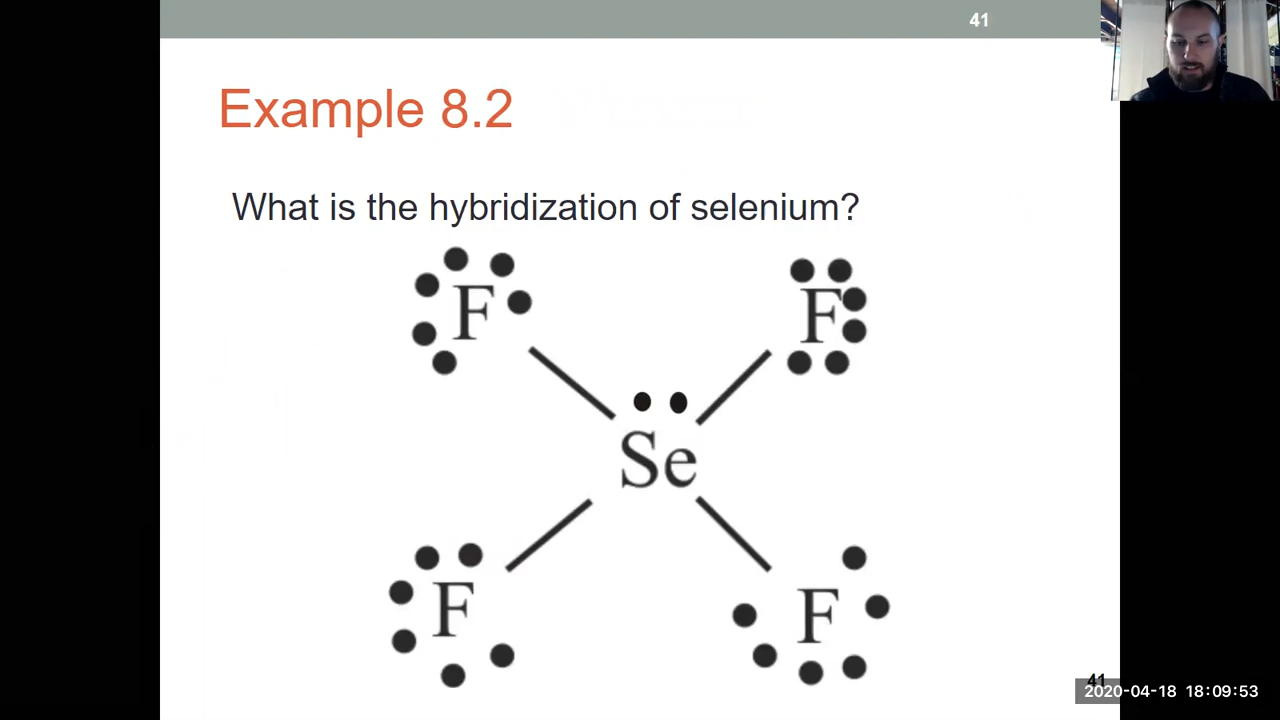 41
Example 8.2
What is the hybridization of selenium?
F F
Se
F F
41
2020-04-18 18:09:53